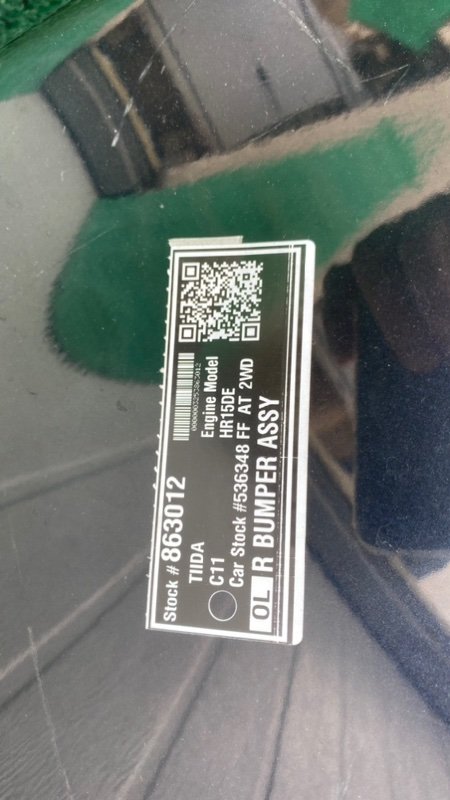 Stock # 863012
TIIDA
C11
Engine Model
HR15DE
Car Stock #536348 FF AT 2WD
OL R BUMPER ASSY